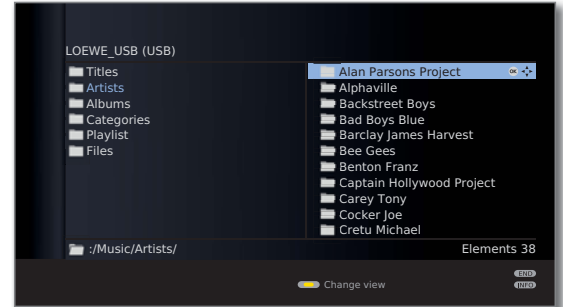 LOEWE_USB (USB)
Titles
Artists
Albums
Categories
Playlist
Files
Alan Parsons Project OK
Alphaville
Backstreet Boys
Bad Boys Blue
Barclay James Harvest
Bee Gees
Benton Franz
Captain Hollywood Project
Carey Tony
Cocker Joe
Cretu Michael
:/Music/Artists/
Elements 38
END
Change view
INFO